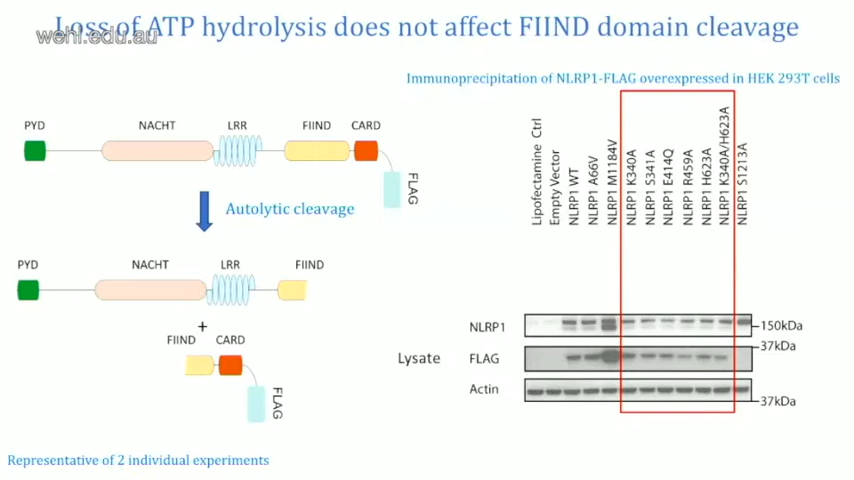 Loss of ATP hydrolysis does not affect FIIND domain cleavage
wehi.edu.au
Immunoprecipitation of NLRP1-FLAG overexpressed in HEK 293T cells
PYD NACHT LRR FIIND CARD
FLAG
Autolytic cleavage
PYD NACHT LRR FIIND
+
FIIND CARD
FLAG
Lipofectamine Ctrl
Empty Vector
NLRP1 WT
NLRP1 A66V
NLRP1 M1184V
NLRP1 K340A
NLRP1 S341A
NLRP1 E414Q
NLRP1 R459A
NLRP1 H623A
NLRP1 K340A/H623A
NLRP1 S1213A
NLRP1 150kDa
37kDa
Lysate FLAG
Actin
37kDa
Representative of 2 individual experiments